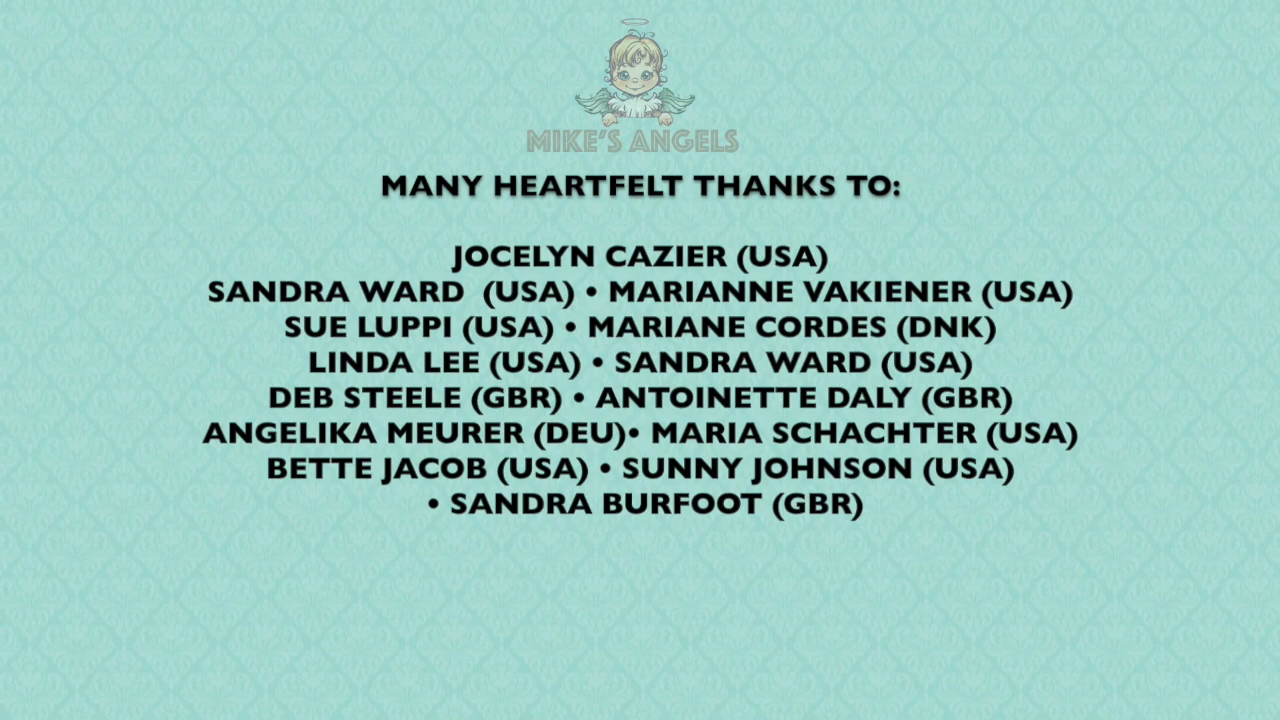 MIKE'S ANGELS
MANY HEARTFELT THANKS TO:
JOCELYN CAZIER (USA)
SANDRA WARD  (USA) • MARIANNE VAKIENER (USA)
SUE LUPPI (USA) • MARIANE CORDES (DNK)
LINDA LEE (USA) • SANDRA WARD (USA)
DEB STEELE (GBR) • ANTOINETTE DALY (GBR)
ANGELIKA MEURER (DEU)• MARIA SCHACHTER (USA)
BETTE JACOB (USA) • SUNNY JOHNSON (USA)
• SANDRA BURFOOT (GBR)